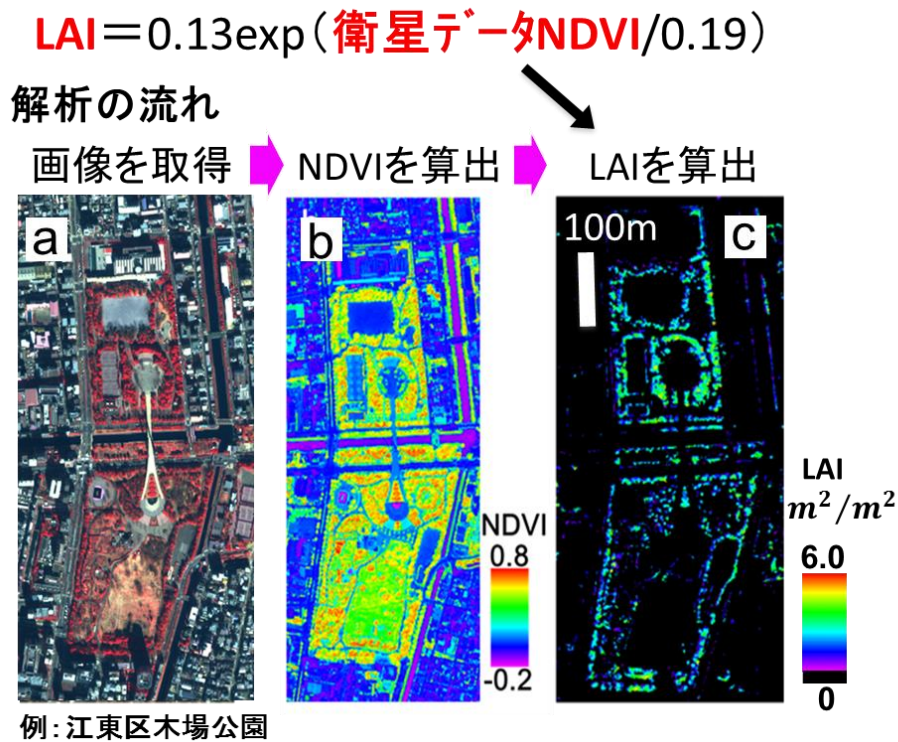 LAI＝0.13exp（衛星データNDVI/0.19）
解析の流れ
画像を取得
NDVIを算出
LAIを算出
a
b
100m
c
NDVI
0.8
-0.2
LAI
m²/m²
6.0
0
例：江東区木場公園